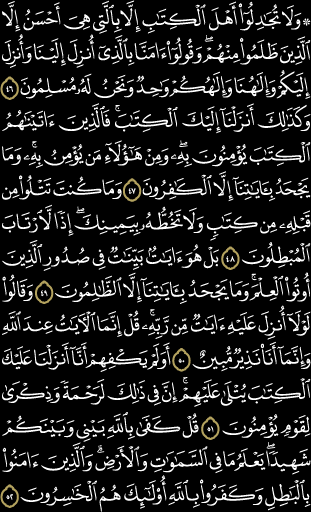 ۞ وَلَا تُجَٰدِلُوٓا۟ أَهْلَ ٱلْكِتَٰبِ إِلَّا بِٱلَّتِى هِىَ أَحْسَنُ إِلَّا
ٱلَّذِينَ ظَلَمُوا۟ مِنْهُمْ ۖ وَقُولُوٓا۟ ءَامَنَّا بِٱلَّذِىٓ أُنزِلَ إِلَيْنَا وَأُنزِلَ
إِلَيْكُمْ وَإِلَٰهُنَا وَإِلَٰهُكُمْ وَٰحِدٌ وَنَحْنُ لَهُۥ مُسْلِمُونَ ٤٦
وَكَذَٰلِكَ أَنزَلْنَآ إِلَيْكَ ٱلْكِتَٰبَ ۚ فَٱلَّذِينَ ءَاتَيْنَٰهُمُ
ٱلْكِتَٰبَ يُؤْمِنُونَ بِهِۦ ۖ وَمِنْ هَٰٓؤُلَآءِ مَن يُؤْمِنُ بِهِۦ ۚ وَمَا
يَجْحَدُ بِـَٔايَٰتِنَآ إِلَّا ٱلْكَٰفِرُونَ ٤٧ وَمَا كُنتَ تَتْلُوا۟ مِن
قَبْلِهِۦ مِن كِتَٰبٍ وَلَا تَخُطُّهُۥ بِيَمِينِكَ ۖ إِذًا لَّٱرْتَابَ
ٱلْمُبْطِلُونَ ٤٨ بَلْ هُوَ ءَايَٰتٌۢ بَيِّنَٰتٌ فِى صُدُورِ ٱلَّذِينَ
أُوتُوا۟ ٱلْعِلْمَ ۚ وَمَا يَجْحَدُ بِـَٔايَٰتِنَآ إِلَّا ٱلظَّٰلِمُونَ ٤٩ وَقَالُوا۟
لَوْلَآ أُنزِلَ عَلَيْهِ ءَايَٰتٌ مِّن رَّبِّهِۦ ۖ قُلْ إِنَّمَا ٱلْءَايَٰتُ عِندَ ٱللَّهِ
وَإِنَّمَآ أَنَا۠ نَذِيرٌ مُّبِينٌ ٥٠ أَوَلَمْ يَكْفِهِمْ أَنَّآ أَنزَلْنَا عَلَيْكَ
ٱلْكِتَٰبَ يُتْلَىٰ عَلَيْهِمْ ۚ إِنَّ فِى ذَٰلِكَ لَرَحْمَةً وَذِكْرَىٰ
لِقَوْمٍ يُؤْمِنُونَ ٥١ قُلْ كَفَىٰ بِٱللَّهِ بَيْنِى وَبَيْنَكُمْ
شَهِيدًا ۖ يَعْلَمُ مَا فِى ٱلسَّمَٰوَٰتِ وَٱلْأَرْضِ ۗ وَٱلَّذِينَ ءَامَنُوا۟
بِٱلْبَٰطِلِ وَكَفَرُوا۟ بِٱللَّهِ أُو۟لَٰٓئِكَ هُمُ ٱلْخَٰسِرُونَ ٥٢